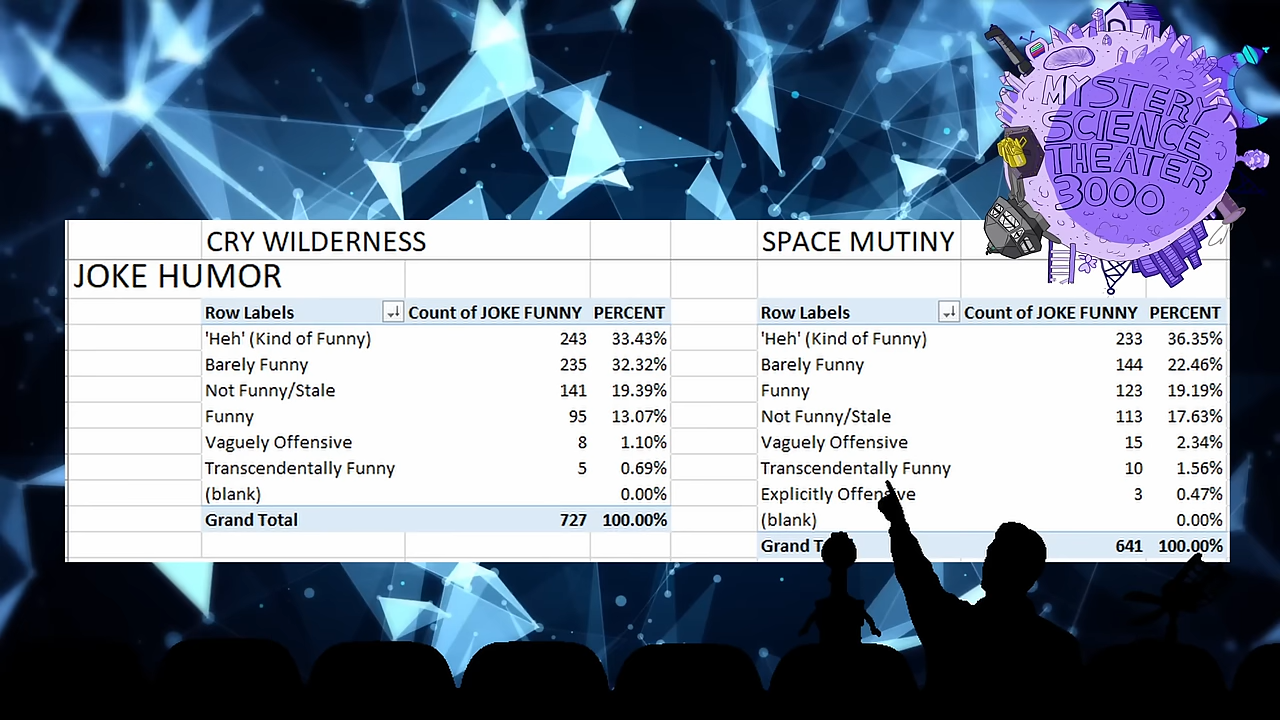 MYSTERY
SCIENCE
THEATER
3000
CRY WILDERNESS SPACE MUTINY
JOKE HUMOR
Row Labels Count of JOKE FUNNY PERCENT Row Labels Count of JOKE FUNNY PERCENT
'Heh' (Kind of Funny) 243 33.43% 'Heh' (Kind of Funny) 233 36.35%
Barely Funny 235 32.32% Barely Funny 144 22.46%
Not Funny/Stale 141 19.39% Funny 123 19.19%
Funny 95 13.07% Not Funny/Stale 113 17.63%
Vaguely Offensive 8 1.10% Vaguely Offensive 15 2.34%
Transcendentally Funny 5 0.69% Transcendentally Funny 10 1.56%
(blank) 0.00% Explicitly Offensive 3 0.47%
Grand Total 727 100.00% (blank) 0.00%
Grand T 641 100.00%